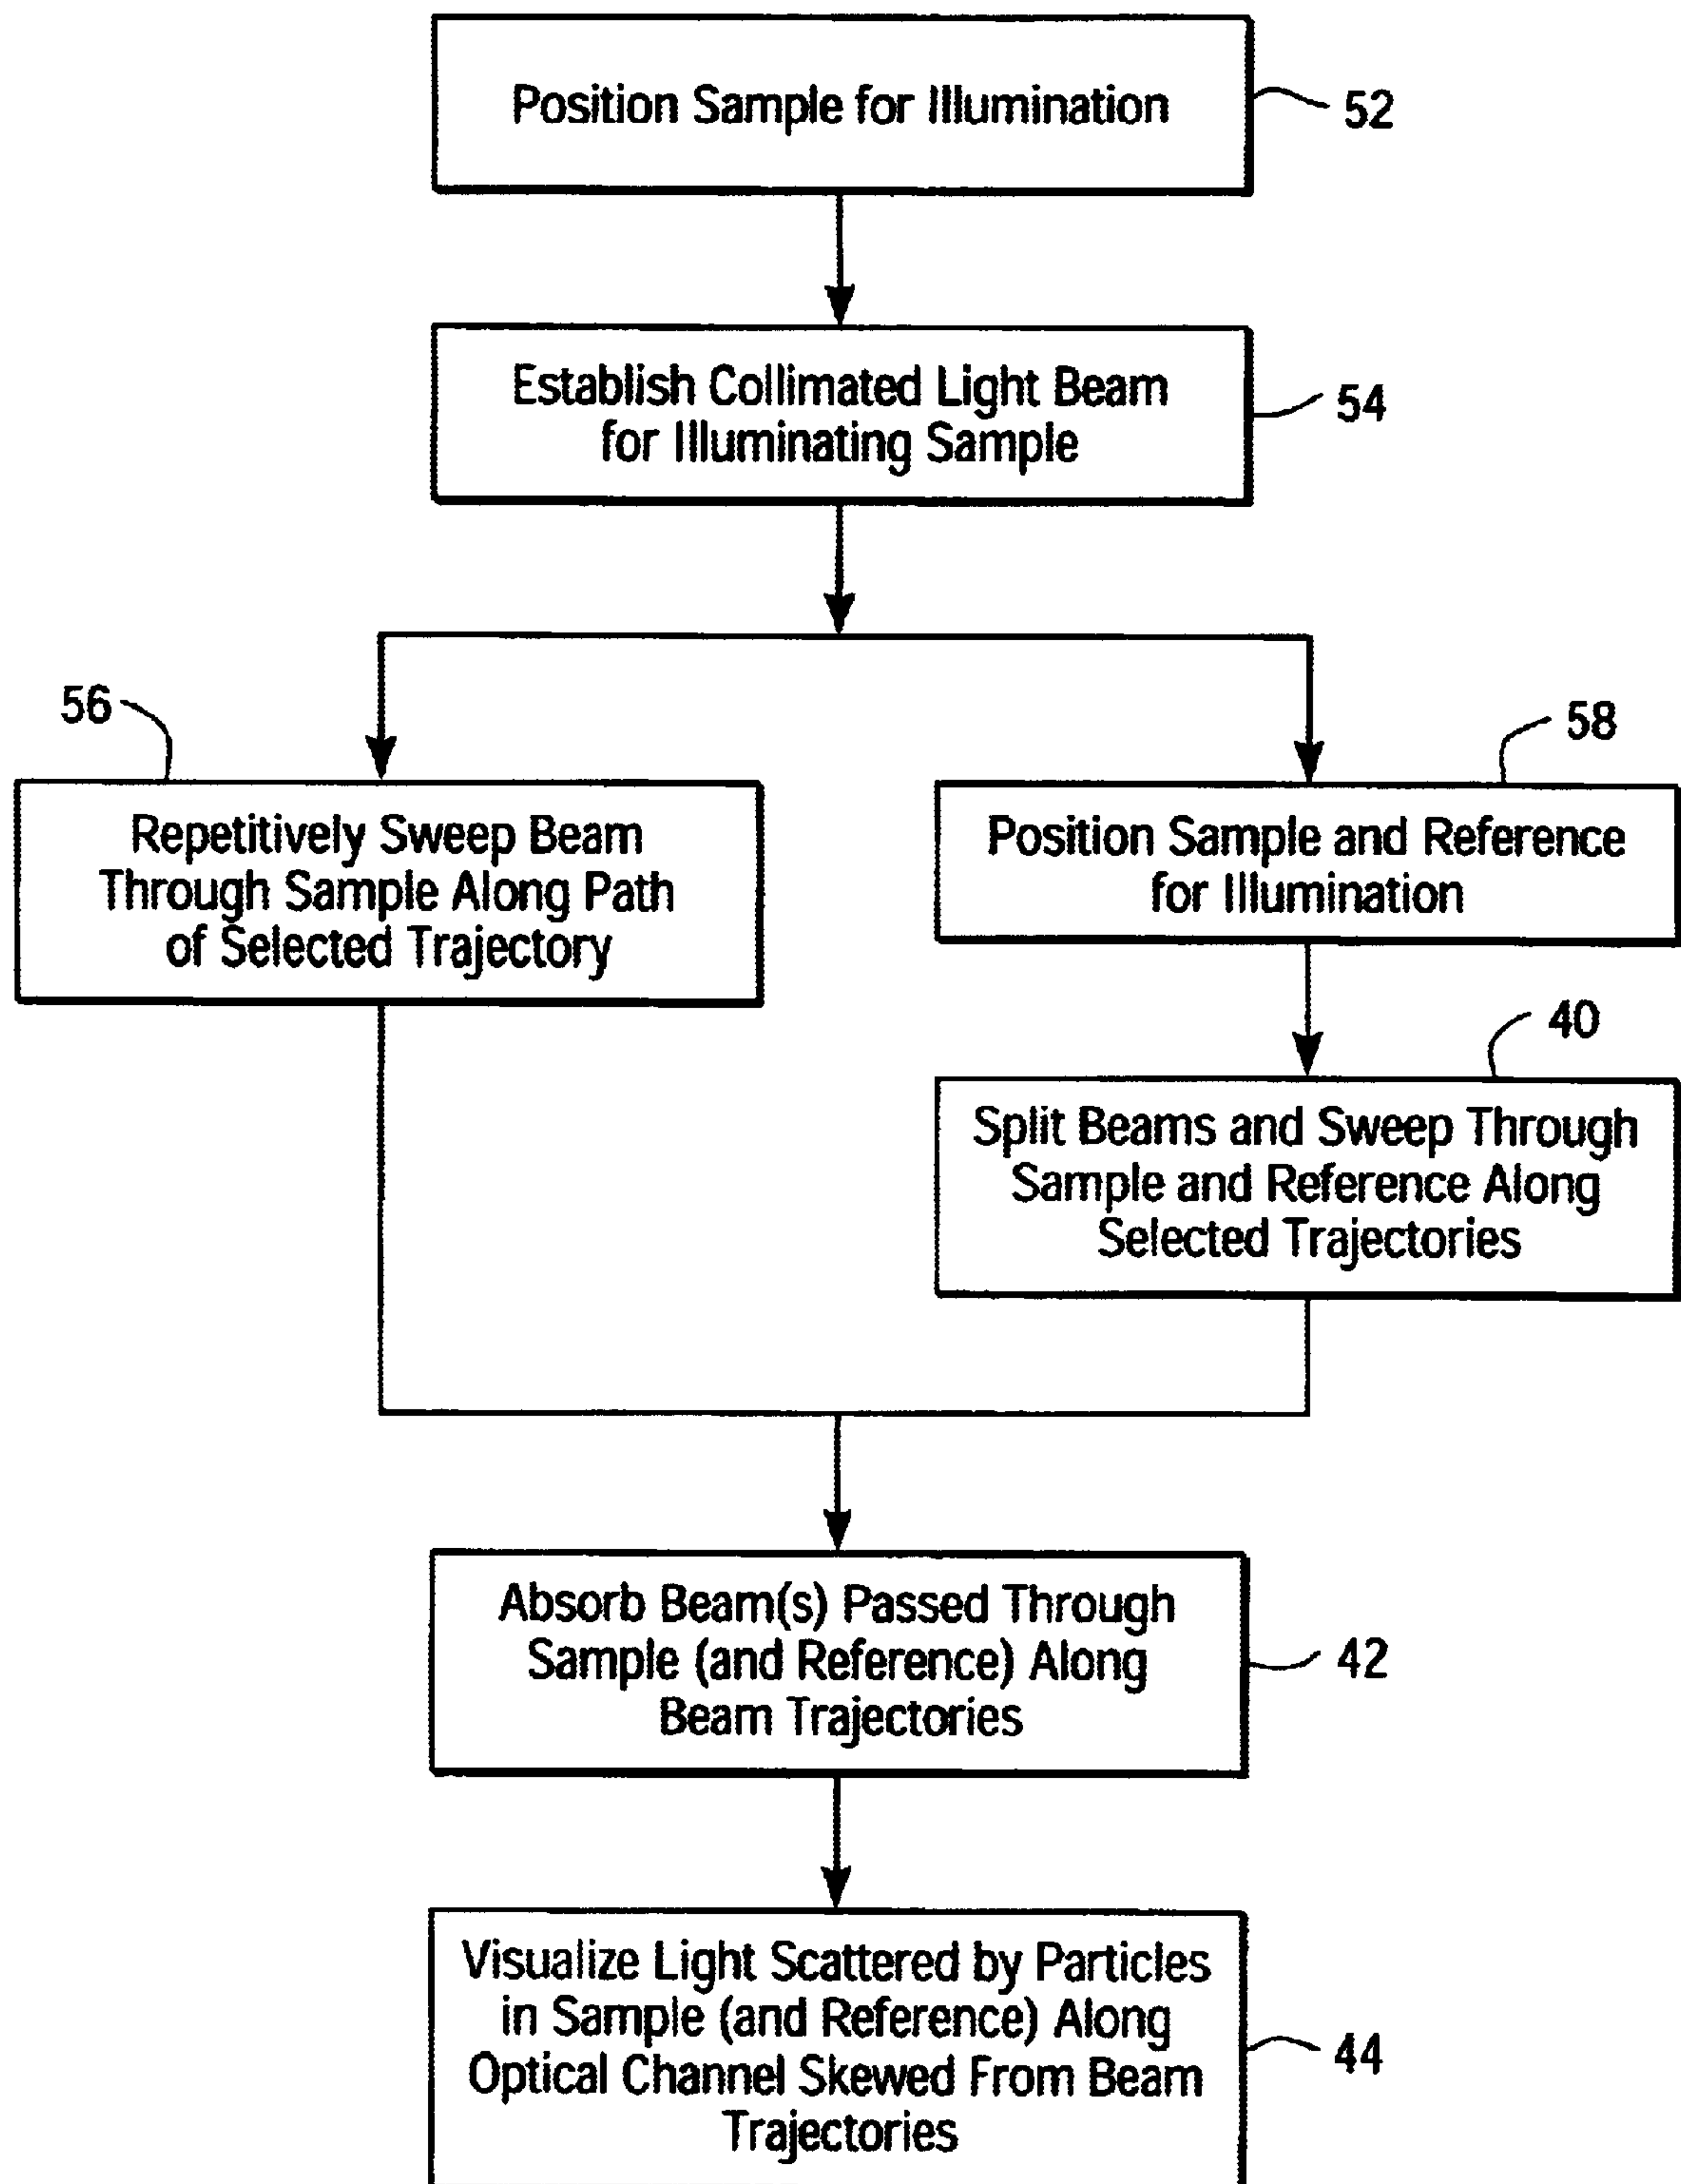 Position Sample for Illumination
52
Establish Collimated Light Beam
for Illuminating Sample
54
56
Repetitively Sweep Beam
Through Sample Along Path
of Selected Trajectory
58
Position Sample and Reference
for Illumination
40
Split Beams and Sweep Through
Sample and Reference Along
Selected Trajectories
Absorb Beam(s) Passed Through
Sample (and Reference) Along
Beam Trajectories
42
Visualize Light Scattered by Particles
in Sample (and Reference) Along
Optical Channel Skewed From Beam
Trajectories
44